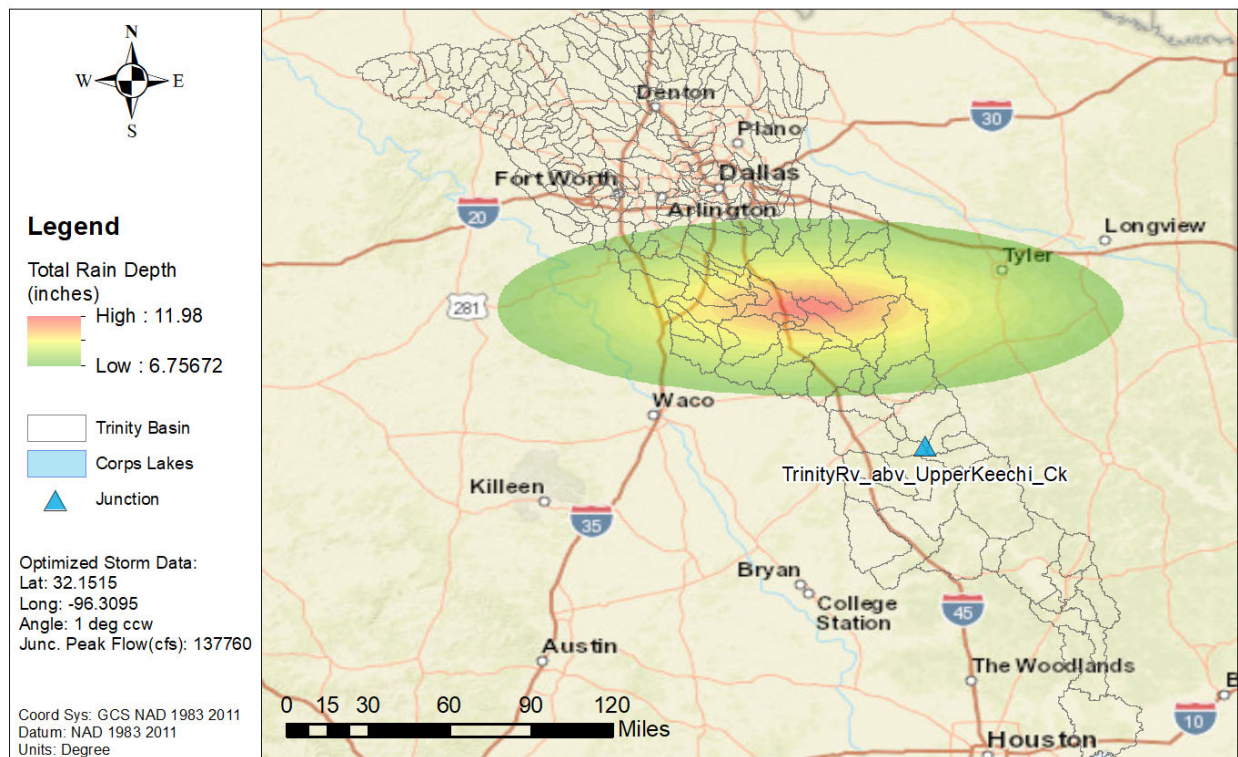 N
W
E
S
Legend
Total Rain Depth
(inches)
High : 11.98
Low : 6.75672
Trinity Basin
Corps Lakes
Junction
Optimized Storm Data:
Lat: 32.1515
Long: -96.3095
Angle: 1 deg ccw
Junc. Peak Flow(cfs): 137760
Coord Sys: GCS NAD 1983 2011
Datum: NAD 1983 2011
Units: Degree
Denton
Plano
30
Dallas
Fort Worth
20
Arlington
Longview
Tyler
281
Waco
TrinityRv_abv_UpperKeechi_Ck
Killeen
35
Bryan
College
Station
45
Austin
The Woodlands
B
10
Houston
0 15 30 60 90 120
Miles